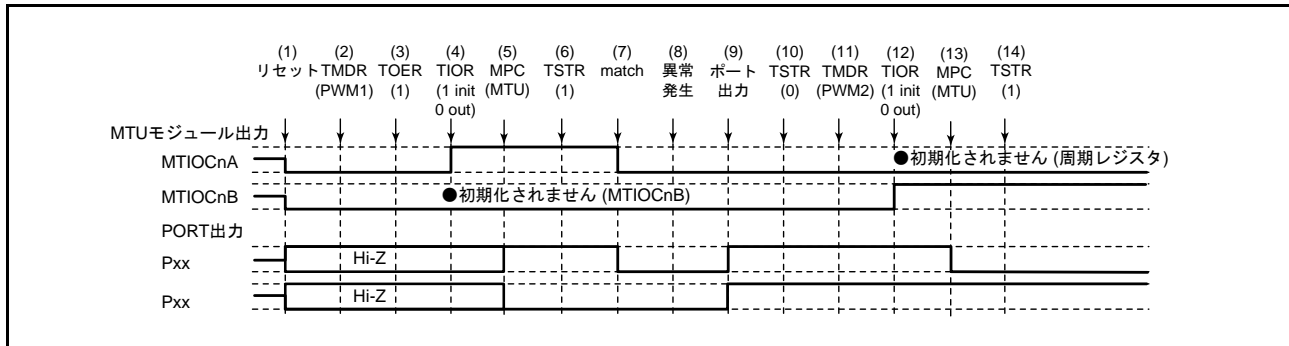 (1) (2) (3) (4) (5) (6) (7) (8) (9) (10) (11) (12) (13) (14)
リセット TMDR TOER TIOR MPC TSTR match 異常 ポート TSTR TMDR TIOR MPC TSTR
(PWM1) (1) (1 init (MTU) (1) 発生 出力 (0) (PWM2) (1 init (MTU) (1)
0 out) 0 out)
MTUモジュール出力
MTIOCnA ●初期化されません (周期レジスタ)
MTIOCnB ●初期化されません (MTIOCnB)
PORT出力
Pxx Hi-Z
Pxx Hi-Z